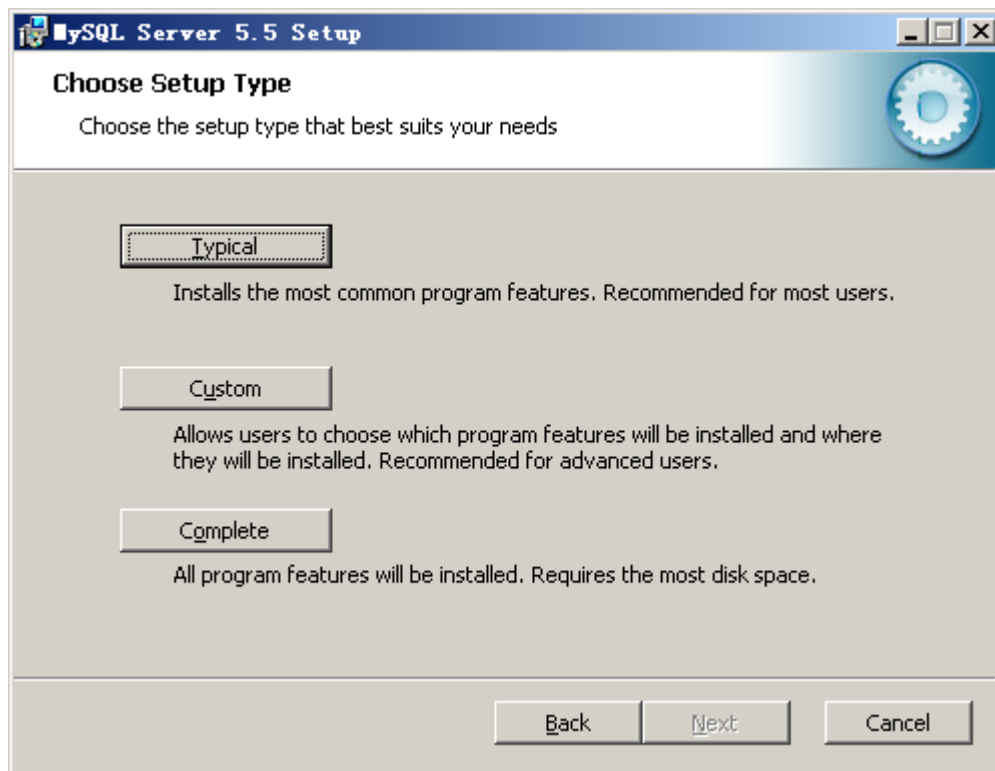 MySQL Server 5.5 Setup
Choose Setup Type
Choose the setup type that best suits your needs
Typical
Installs the most common program features. Recommended for most users.
Custom
Allows users to choose which program features will be installed and where
they will be installed. Recommended for advanced users.
Complete
All program features will be installed. Requires the most disk space.
Back Next Cancel